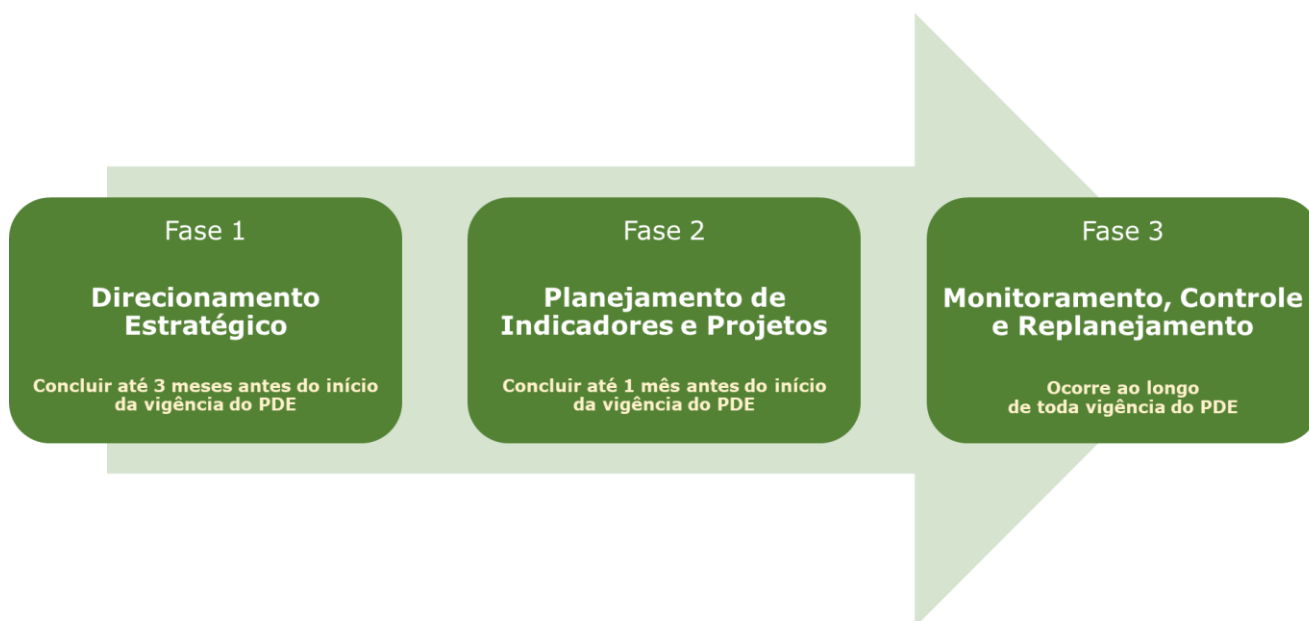 Fase 1
Direcionamento
Estratégico
Concluir até 3 meses antes do início
da vigência do PDE
Fase 2
Planejamento de
Indicadores e Projetos
Concluir até 1 mês antes do início
da vigência do PDE
Fase 3
Monitoramento, Controle
e Replanejamento
Ocorre ao longo
de toda vigência do PDE